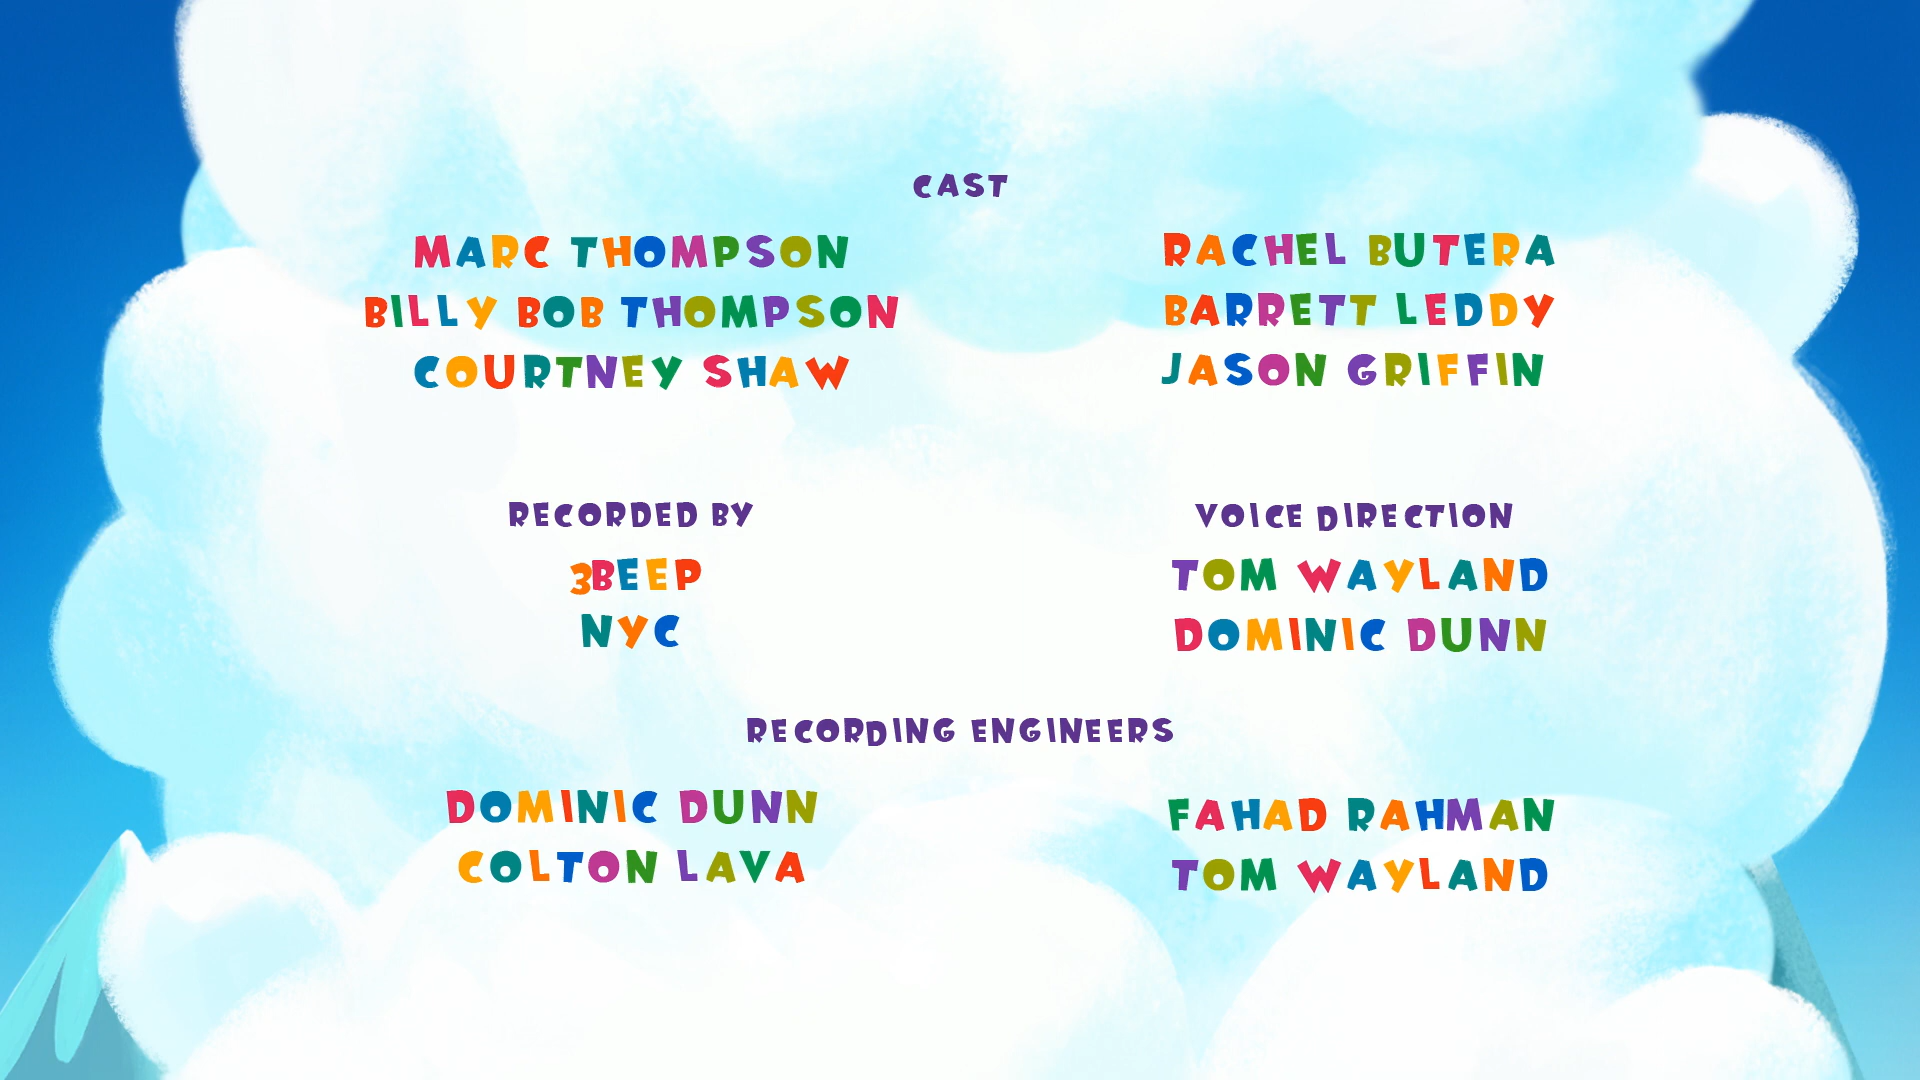 CAST
MARC THOMPSON
BILLY BOB THOMPSON
COURTNEY SHAW
RACHEL BUTERA
BARRETT LEDDY
JASON GRIFFIN
RECORDED BY
3BEEP
NYC
VOICE DIRECTION
TOM WAYLAND
DOMINIC DUNN
RECORDING ENGINEERS
DOMINIC DUNN
COLTON LAVA
FAHAD RAHMAN
TOM WAYLAND